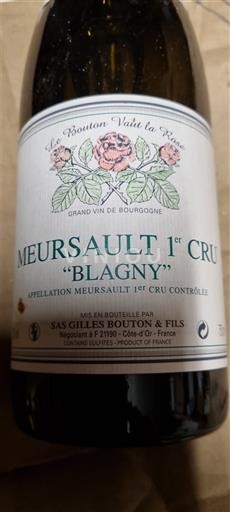 Le Bouton Vaut la Rose
GRAND VIN DE BOURGOGNE
MEURSAULT 1er CRU
"BLAGNY"
APPELLATION MEURSAULT 1er CRU CONTRÔLÉE
MIS EN BOUTEILLE PAR
SAS GILLES BOUTON & FILS
Négociant à F 21190 - Côte-d'Or - France
CONTAINS SULFITES - PRODUCT OF FRANCE